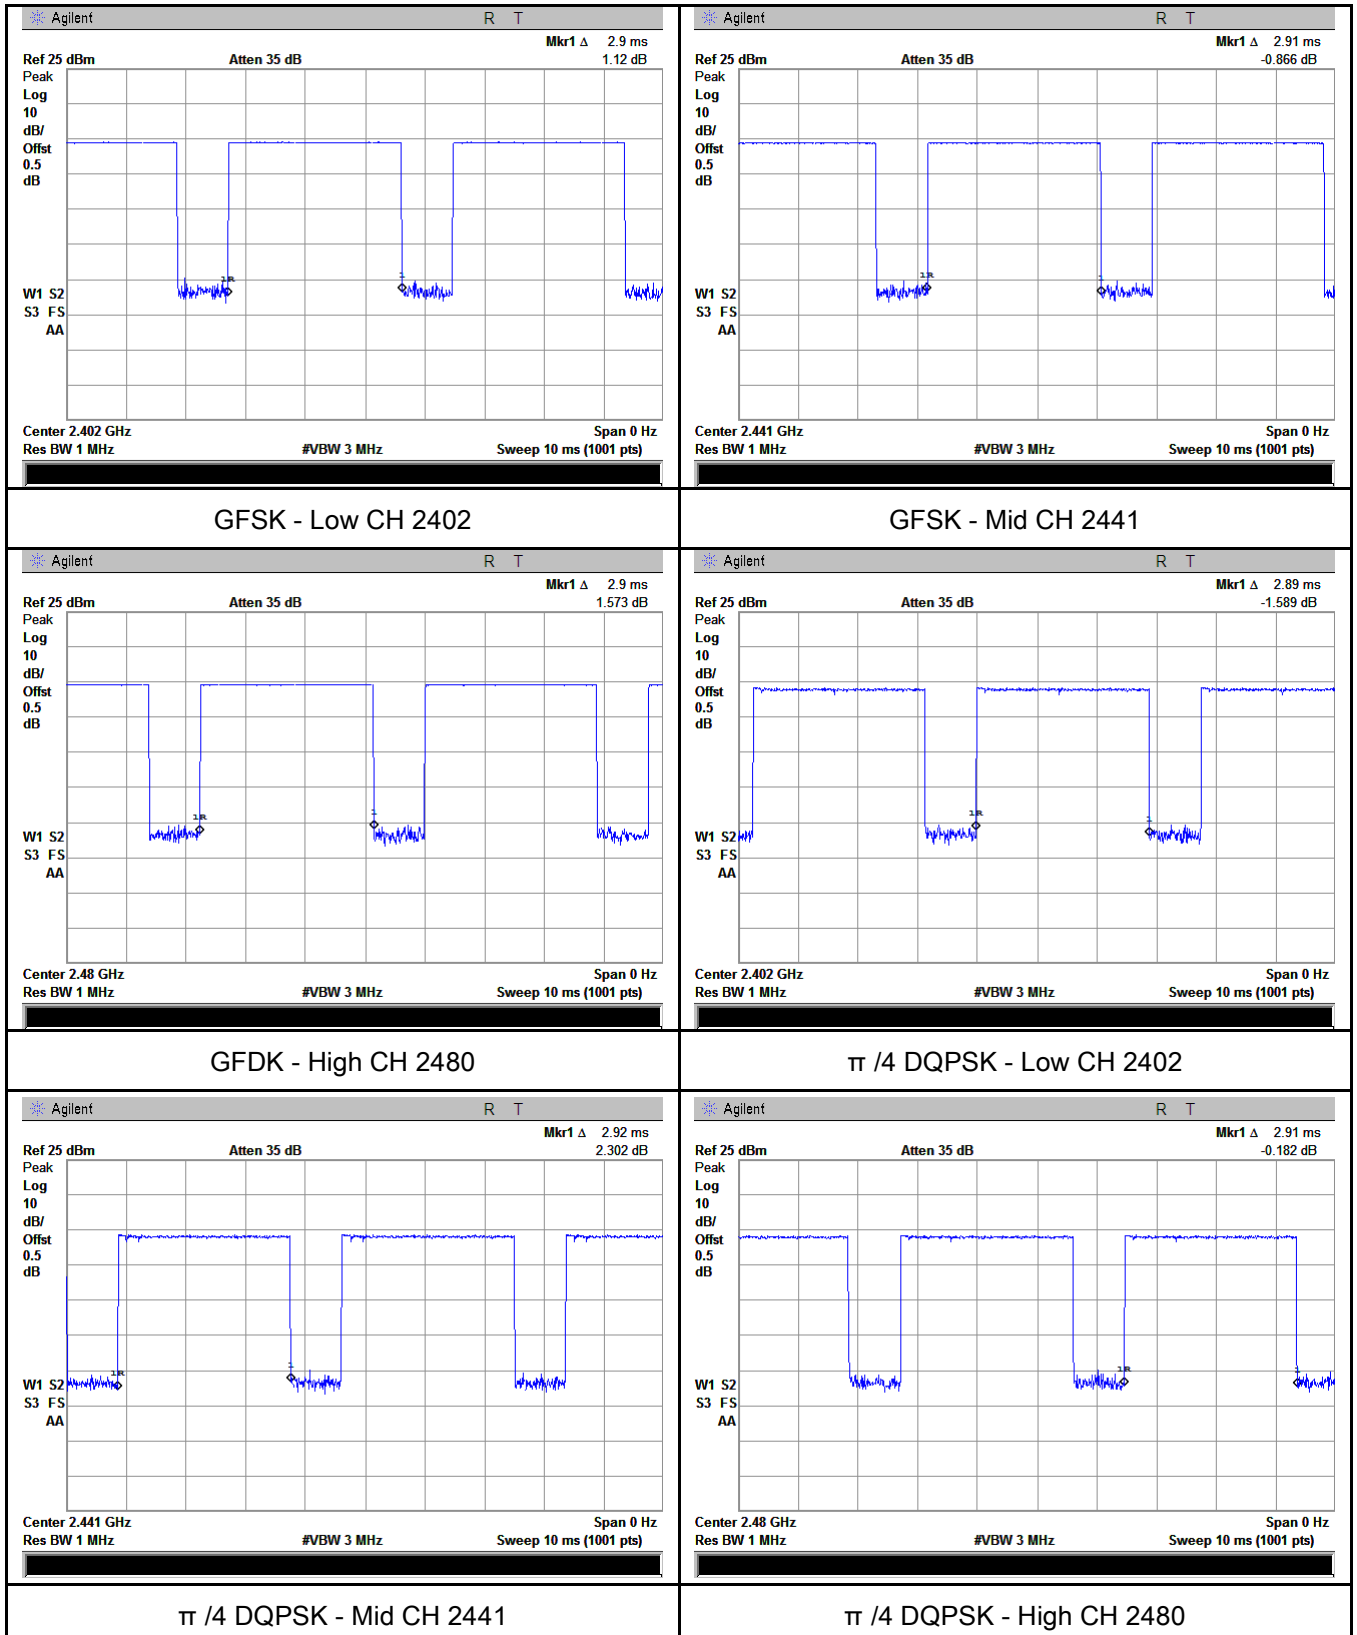 Agilent R T
Mkr1 Δ 2.9 ms
Ref 25 dBm Atten 35 dB 1.12 dB
Peak
Log
10
dB/
Offst
0.5
dB
1R 1
W1 S2
S3 FS
AA
Center 2.402 GHz Span 0 Hz
Res BW 1 MHz #VBW 3 MHz Sweep 10 ms (1001 pts)
GFSK - Low CH 2402
Agilent R T
Mkr1 Δ 2.91 ms
Ref 25 dBm Atten 35 dB -0.866 dB
Peak
Log
10
dB/
Offst
0.5
dB
1R 1
W1 S2
S3 FS
AA
Center 2.441 GHz Span 0 Hz
Res BW 1 MHz #VBW 3 MHz Sweep 10 ms (1001 pts)
GFSK - Mid CH 2441
Agilent R T
Mkr1 Δ 2.9 ms
Ref 25 dBm Atten 35 dB 1.573 dB
Peak
Log
10
dB/
Offst
0.5
dB
1R 1
W1 S2
S3 FS
AA
Center 2.48 GHz Span 0 Hz
Res BW 1 MHz #VBW 3 MHz Sweep 10 ms (1001 pts)
GFDK - High CH 2480
Agilent R T
Mkr1 Δ 2.89 ms
Ref 25 dBm Atten 35 dB -1.589 dB
Peak
Log
10
dB/
Offst
0.5
dB
1R 1
W1 S2
S3 FS
AA
Center 2.402 GHz Span 0 Hz
Res BW 1 MHz #VBW 3 MHz Sweep 10 ms (1001 pts)
π /4 DQPSK - Low CH 2402
Agilent R T
Mkr1 Δ 2.92 ms
Ref 25 dBm Atten 35 dB 2.302 dB
Peak
Log
10
dB/
Offst
0.5
dB
1R 1
W1 S2
S3 FS
AA
Center 2.441 GHz Span 0 Hz
Res BW 1 MHz #VBW 3 MHz Sweep 10 ms (1001 pts)
π /4 DQPSK - Mid CH 2441
Agilent R T
Mkr1 Δ 2.91 ms
Ref 25 dBm Atten 35 dB -0.182 dB
Peak
Log
10
dB/
Offst
0.5
dB
1R 1
W1 S2
S3 FS
AA
Center 2.48 GHz Span 0 Hz
Res BW 1 MHz #VBW 3 MHz Sweep 10 ms (1001 pts)
π /4 DQPSK - High CH 2480